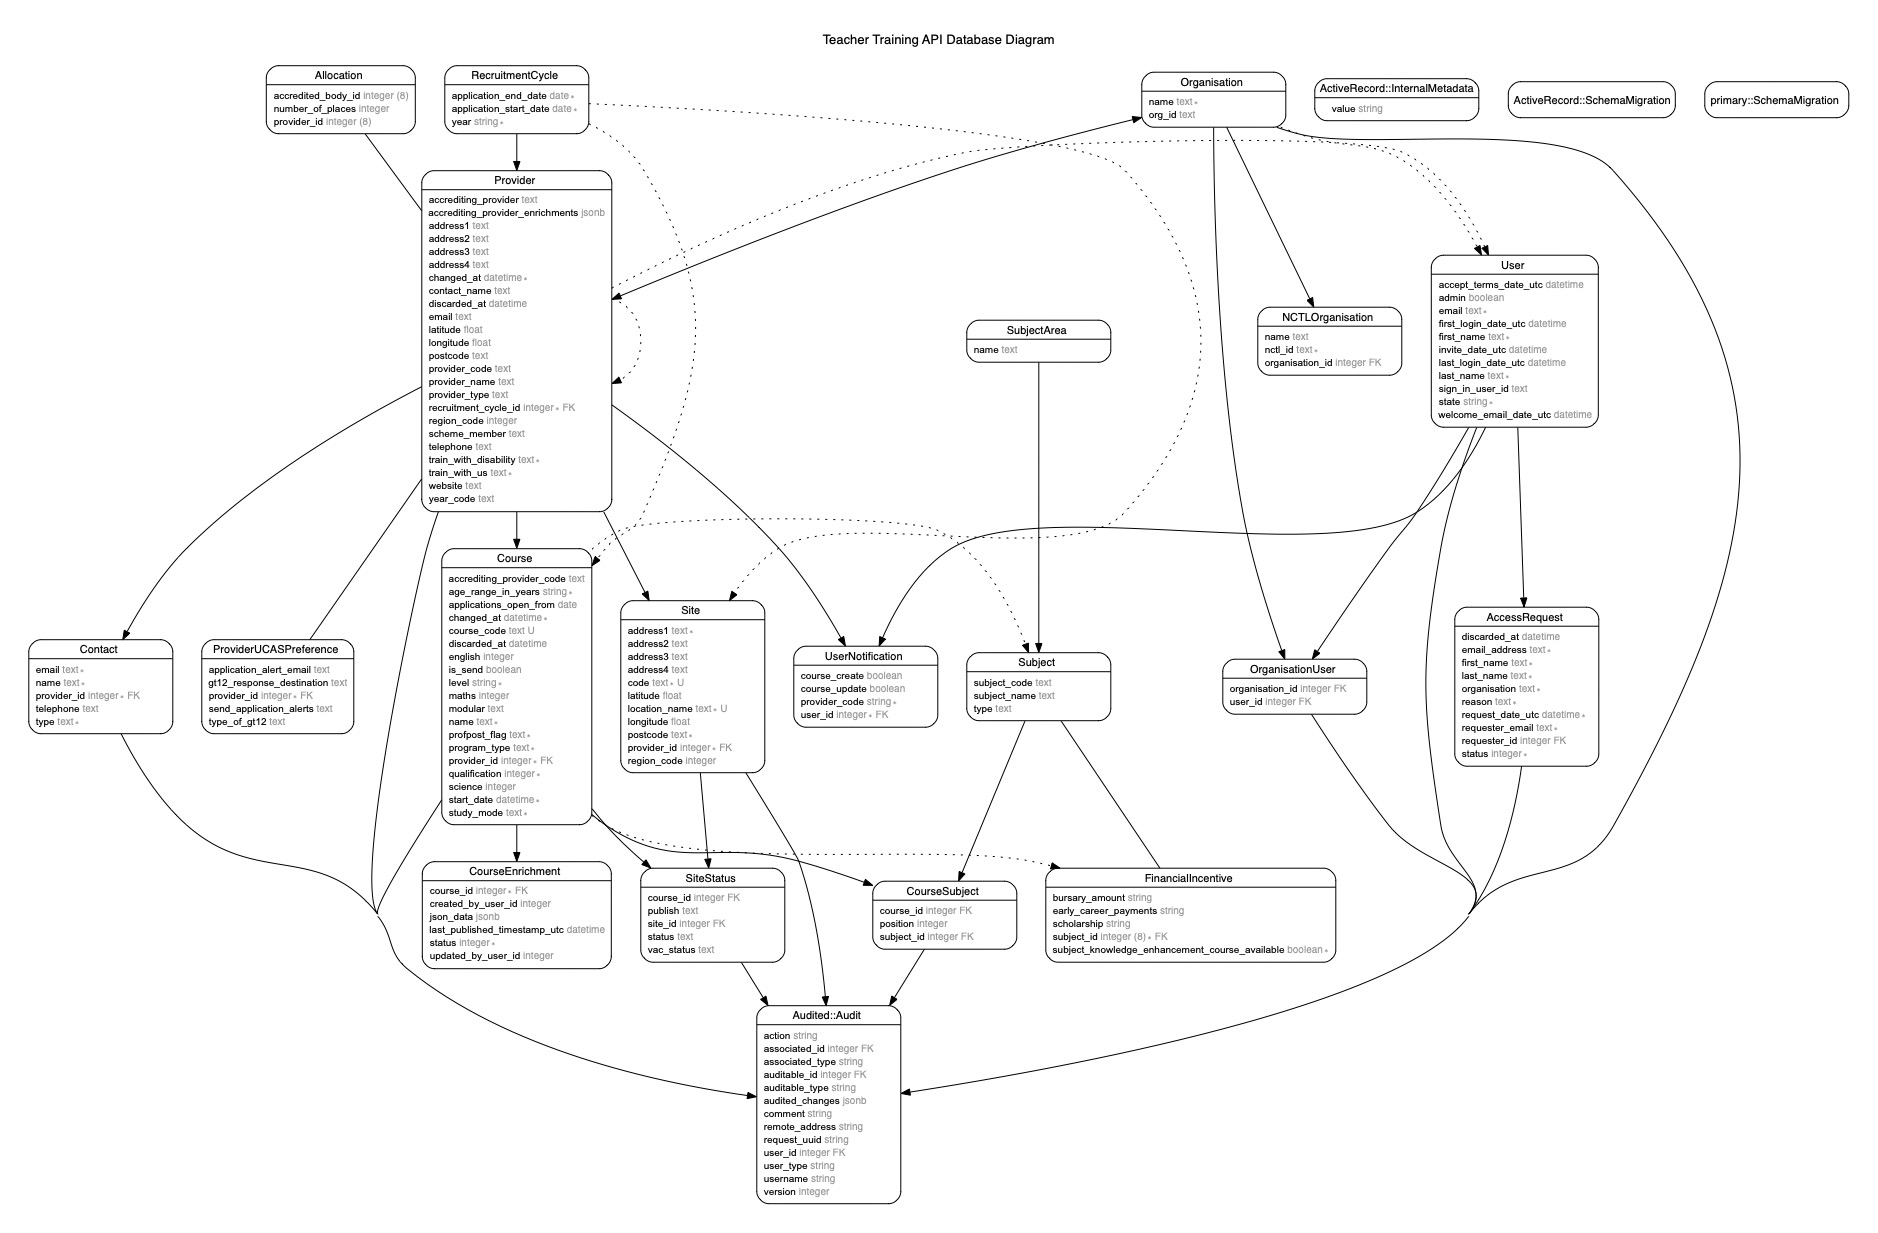 Teacher Training API Database Diagram
Allocation
accredited_body_id integer (8)
number_of_places integer
provider_id integer (8)
RecruitmentCycle
application_end_date date *
application_start_date date *
year string *
Organisation
name text *
org_id text
ActiveRecord::InternalMetadata
value string
ActiveRecord::SchemaMigration
primary::SchemaMigration
Provider
accrediting_provider text
accrediting_provider_enrichments jsonb
address1 text
address2 text
address3 text
address4 text
changed_at datetime *
contact_name text
discarded_at datetime
email text
latitude float
longitude float
postcode text
provider_code text
provider_name text
provider_type text
recruitment_cycle_id integer * FK
region_code integer
scheme_member text
telephone text
train_with_disability text *
train_with_us text *
website text
year_code text
User
accept_terms_date_utc datetime
admin boolean
email text *
first_login_date_utc datetime
first_name text *
invite_date_utc datetime
last_login_date_utc datetime
last_name text *
sign_in_user_id text
state string *
welcome_email_date_utc datetime
NCTLOrganisation
name text
nctl_id text *
organisation_id integer FK
SubjectArea
name text
Course
accrediting_provider_code text
age_range_in_years string *
applications_open_from date
changed_at datetime *
course_code text U
discarded_at datetime
english integer
is_send boolean
level string *
maths integer
modular text
name text *
profpost_flag text *
program_type text *
provider_id integer * FK
qualification integer *
science integer
start_date datetime *
study_mode text *
Site
address1 text *
address2 text
address3 text
address4 text
code text * U
latitude float
location_name text * U
longitude float
postcode text *
provider_id integer * FK
region_code integer
Contact
email text *
name text *
provider_id integer * FK
telephone text
type text *
ProviderUCASPreference
application_alert_email text
gt12_response_destination text
provider_id integer * FK
send_application_alerts text
type_of_gt12 text
UserNotification
course_create boolean
course_update boolean
provider_code string *
user_id integer * FK
Subject
subject_code text
subject_name text
type text
OrganisationUser
organisation_id integer FK
user_id integer FK
AccessRequest
discarded_at datetime
email_address text *
first_name text *
last_name text *
organisation text *
reason text *
request_date_utc datetime *
requester_email text *
requester_id integer FK
status integer *
CourseEnrichment
course_id integer * FK
created_by_user_id integer
json_data jsonb
last_published_timestamp_utc datetime
status integer *
updated_by_user_id integer
SiteStatus
course_id integer FK
publish text
site_id integer FK
status text
vac_status text
CourseSubject
course_id integer FK
position integer
subject_id integer FK
FinancialIncentive
bursary_amount string
early_career_payments string
scholarship string
subject_id integer (8) * FK
subject_knowledge_enhancement_course_available boolean *
Audited::Audit
action string
associated_id integer FK
associated_type string
auditable_id integer FK
auditable_type string
audited_changes jsonb
comment string
remote_address string
request_uuid string
user_id integer FK
user_type string
username string
version integer